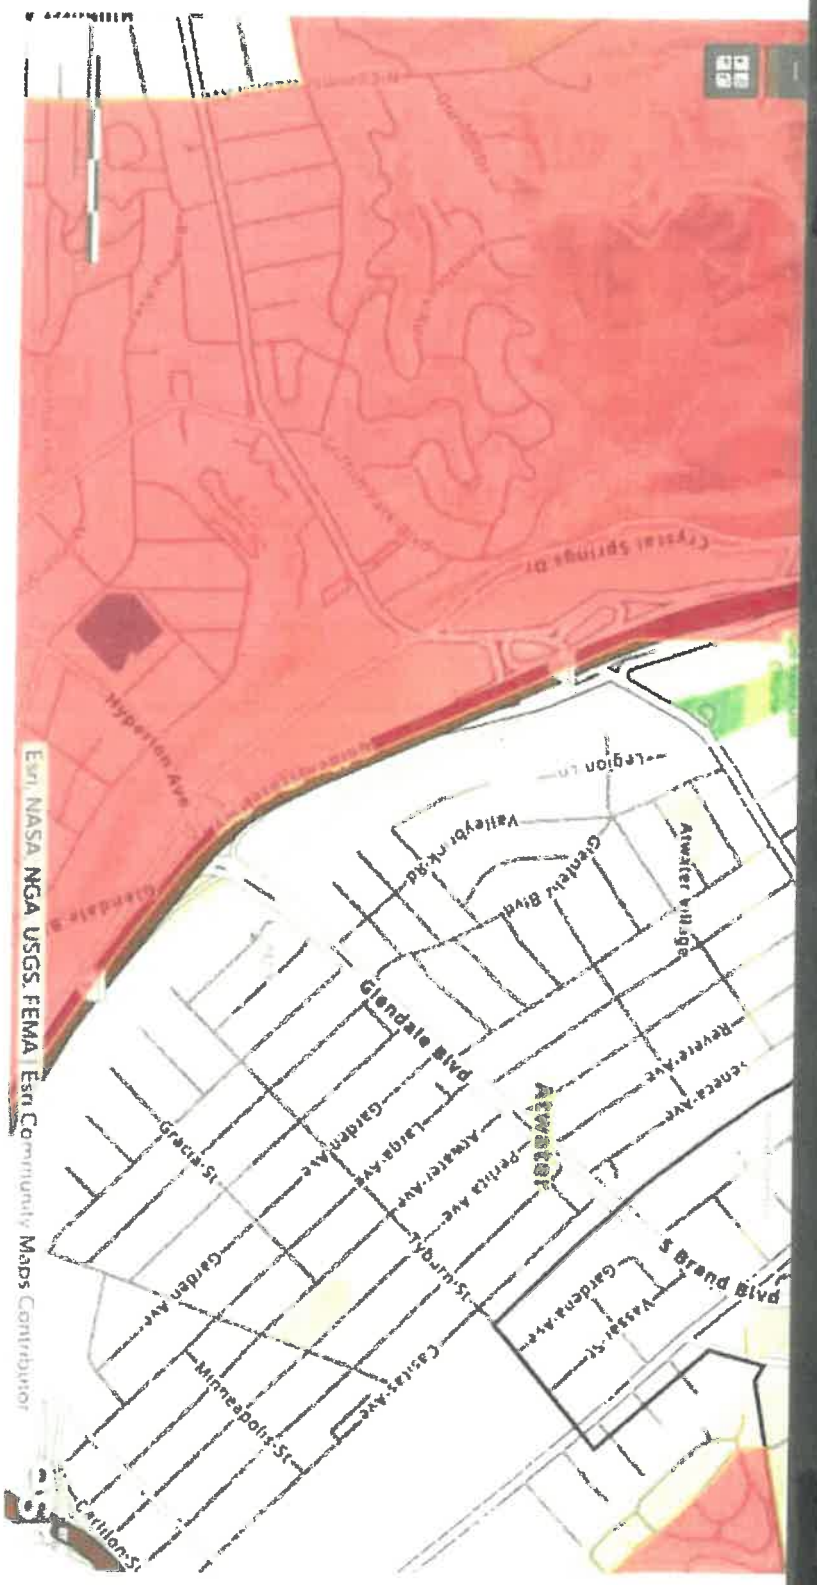 Crystal Springs Dr
Hyperion Ave
Glendale B
Legion Ln
Valleybrink Rd
Glenfeliz Blvd
Atwater Village
Glendale Blvd
Revere Ave
Seneca Ave
Atwater
Gracia St
Garden Ave
Larga Ave
Atwater Ave
Perlita Ave
Tyburn St
S Brand Blvd
Gardena Ave
Vassar St
Garden Ave
Casitas Ave
Minneapolis St
Carillon St
Esri, NASA, NGA, USGS, FEMA | Esri Community Maps Contributor